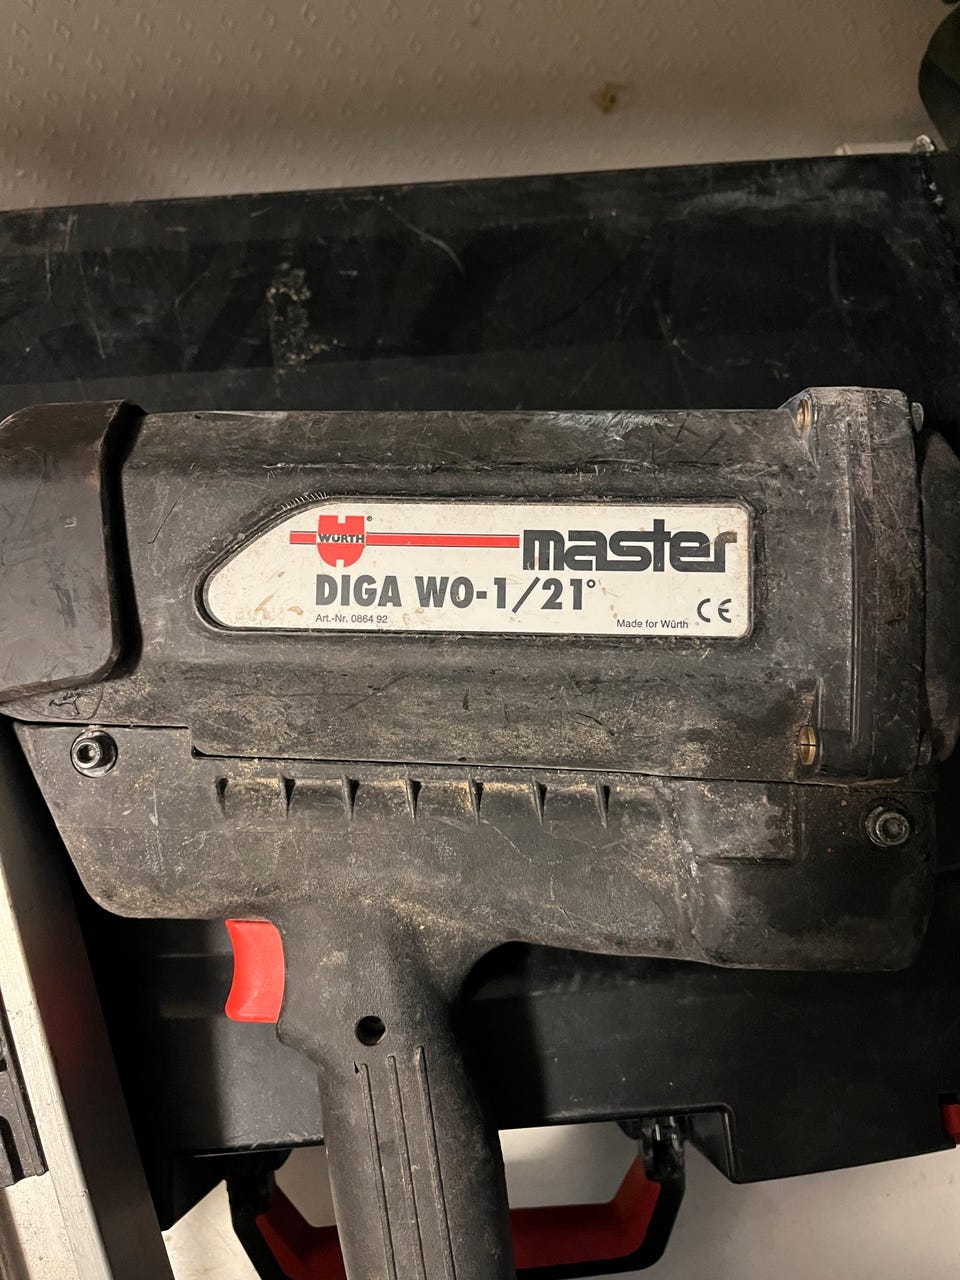 WÜRTH® master
DIGA WO-1/21°
Art.-Nr. 0864 92
Made for Würth CE